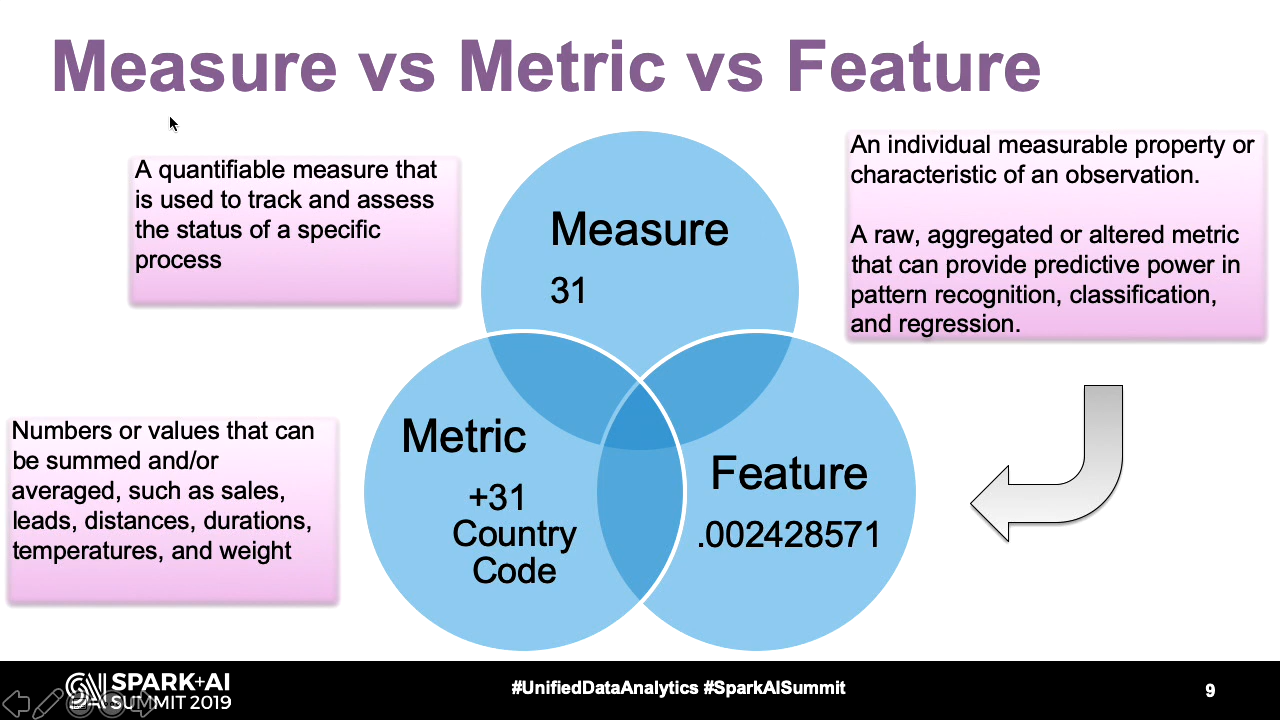 Measure vs Metric vs Feature
A quantifiable measure that
is used to track and assess
the status of a specific
process
An individual measurable property or
characteristic of an observation.
A raw, aggregated or altered metric
that can provide predictive power in
pattern recognition, classification,
and regression.
Measure
31
Numbers or values that can
be summed and/or
averaged, such as sales,
leads, distances, durations,
temperatures, and weight
Metric
+31
Country
Code
Feature
.002428571
SPARK+AI
SUMMIT 2019
#UnifiedDataAnalytics #SparkAISummit
9